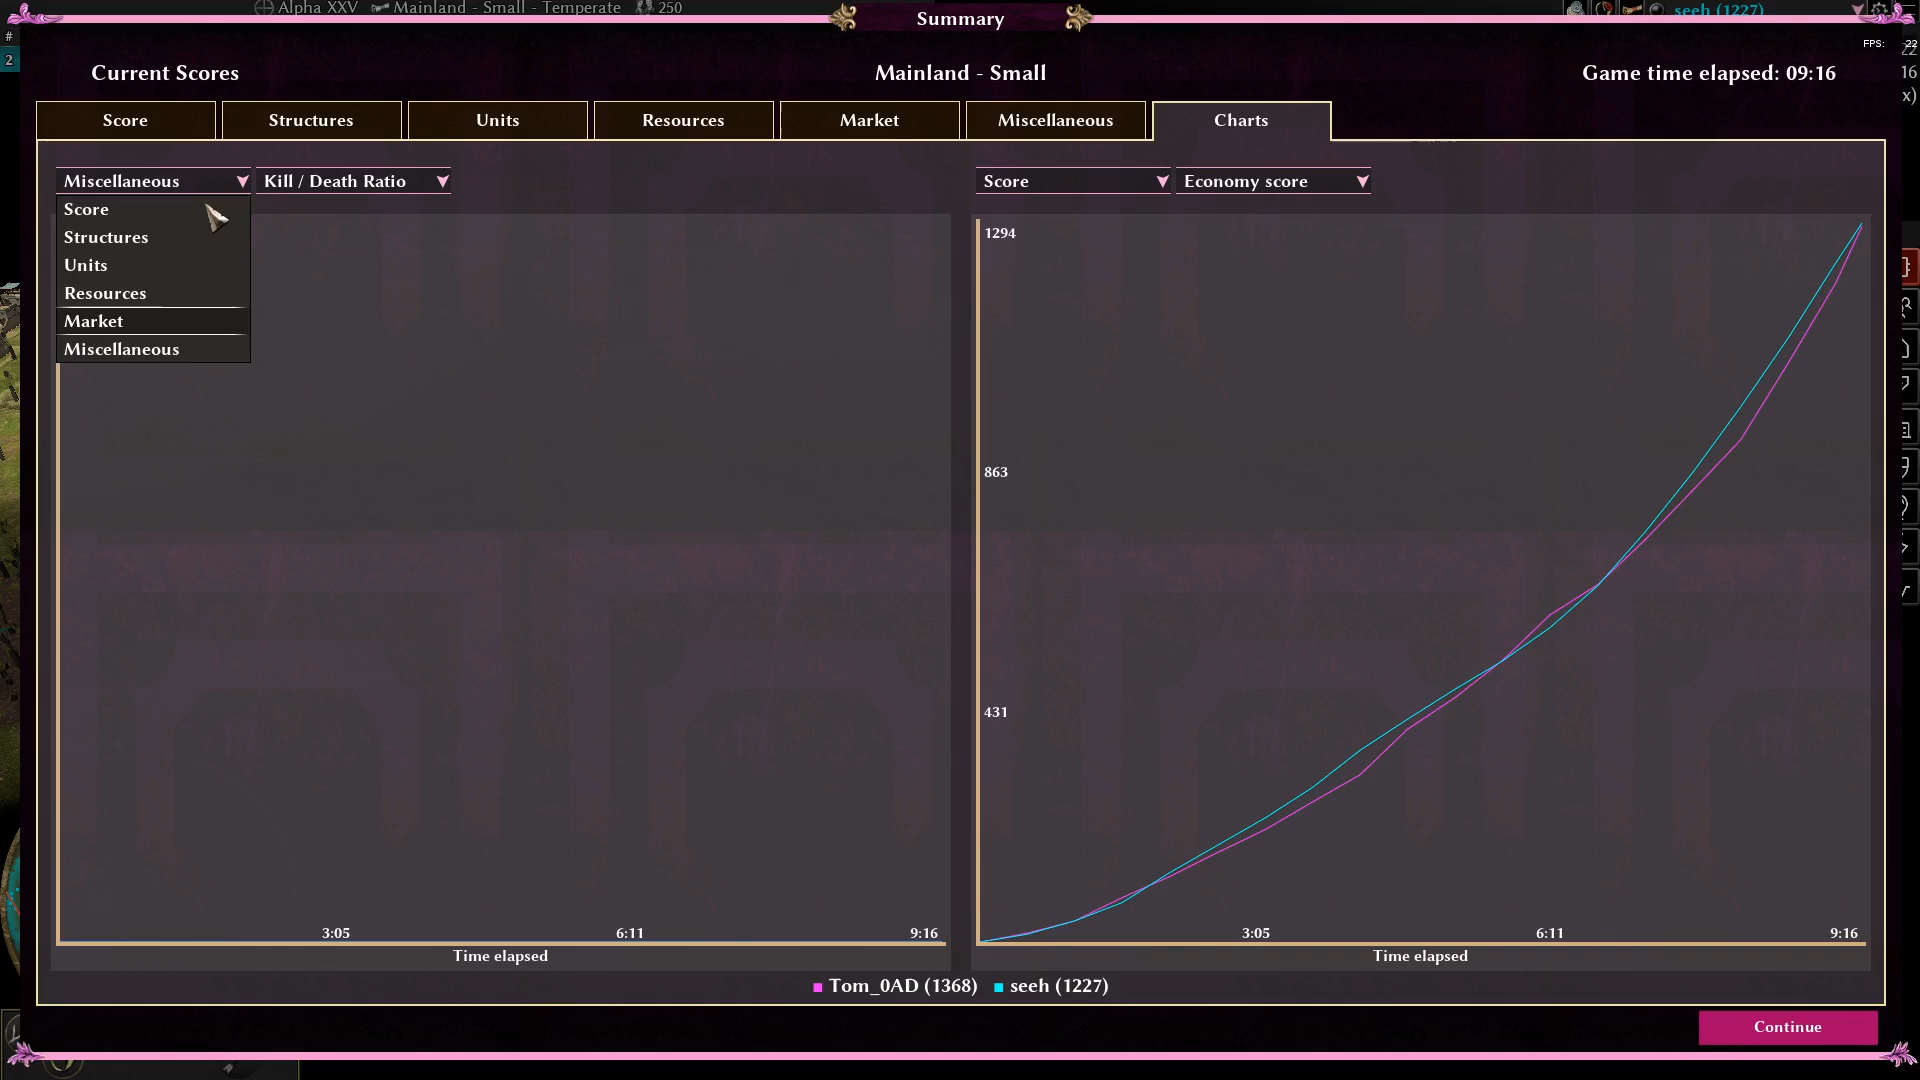 Alpha XXV Mainland - Small - Temperate 250 seeh (1227)
Summary
#
2
FPS: 22
Current Scores
Mainland - Small
Game time elapsed: 09:16
Score Structures Units Resources Market Miscellaneous Charts
Miscellaneous Kill / Death Ratio
Score Economy score
Score
Structures
Units
Resources
Market
Miscellaneous
3:05 6:11 9:16
Time elapsed
1294
863
431
3:05 6:11 9:16
Time elapsed
Tom_0AD (1368) seeh (1227)
Continue